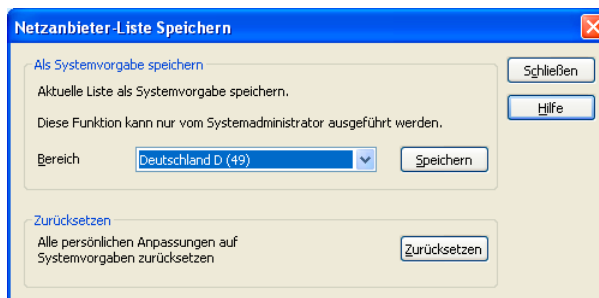 Netzanbieter-Liste Speichern
Als Systemvorgabe speichern
Schließen
Aktuelle Liste als Systemvorgabe speichern.
Hilfe
Diese Funktion kann nur vom Systemadministrator ausgeführt werden.
Bereich
Deutschland D (49)
Speichern
Zurücksetzen
Alle persönlichen Anpassungen auf
Systemvorgaben zurücksetzen
Zurücksetzen